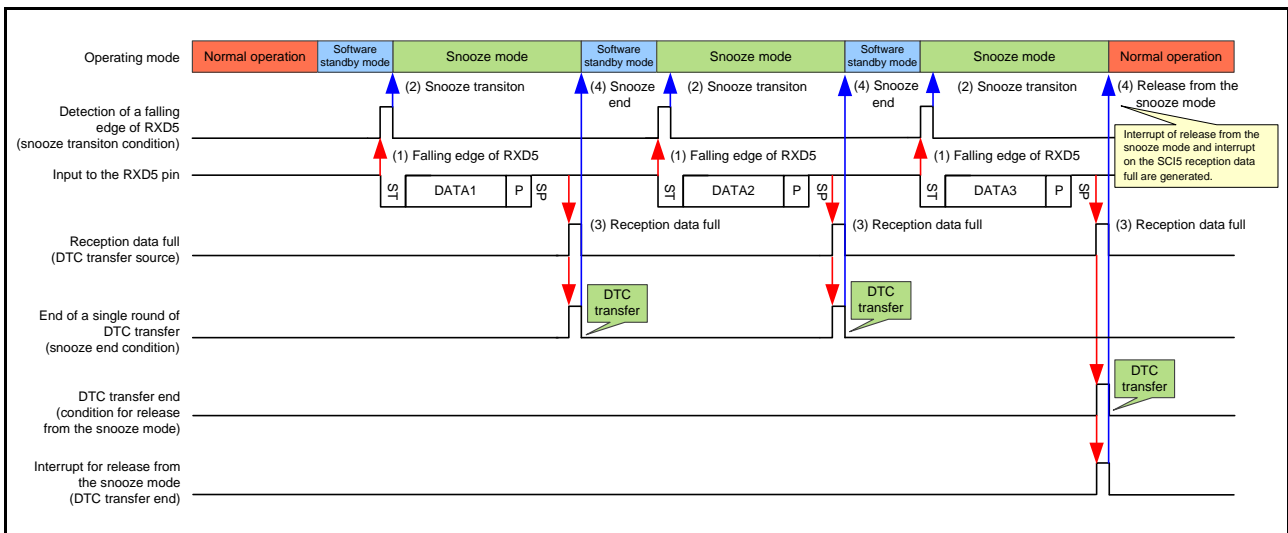 Operating mode
Normal operation
Software
standby mode
Snooze mode
Software
standby mode
Snooze mode
Software
standby mode
Snooze mode
Normal operation
(2) Snooze transiton
(4) Snooze
end
(2) Snooze transiton
(4) Snooze
end
(2) Snooze transiton
(4) Release from the
snooze mode
Detection of a falling
edge of RXD5
(snooze transiton condition)
Interrupt of release from the
snooze mode and interrupt
on the SCI5 reception data
full are generated.
(1) Falling edge of RXD5
(1) Falling edge of RXD5
(1) Falling edge of RXD5
Input to the RXD5 pin
ST
DATA1
P
SP
ST
DATA2
P
SP
ST
DATA3
P
SP
(3) Reception data full
(3) Reception data full
(3) Reception data full
Reception data full
(DTC transfer source)
DTC
transfer
DTC
transfer
End of a single round of
DTC transfer
(snooze end condition)
DTC
transfer
DTC transfer end
(condition for release
from the snooze mode)
Interrupt for release from
the snooze mode
(DTC transfer end)